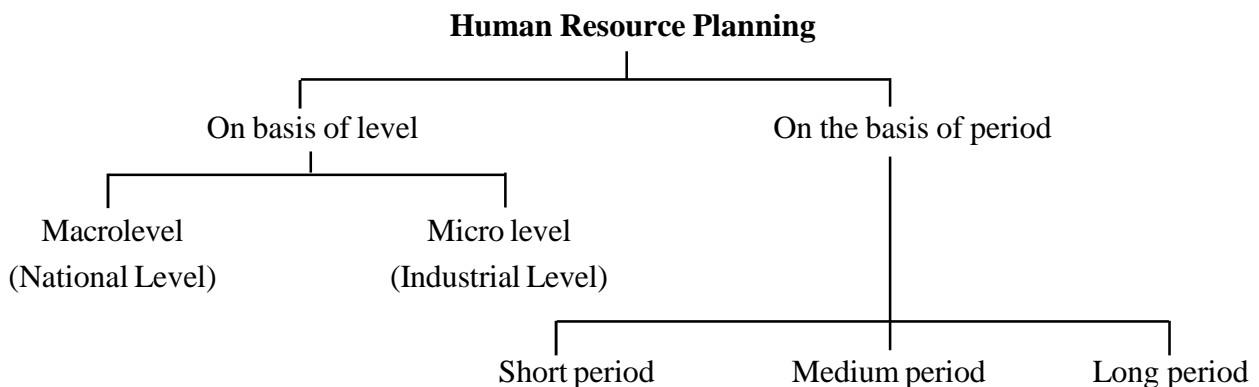 Human Resource Planning
On basis of level
On the basis of period
Macrolevel
(National Level)
Micro level
(Industrial Level)
Short period
Medium period
Long period